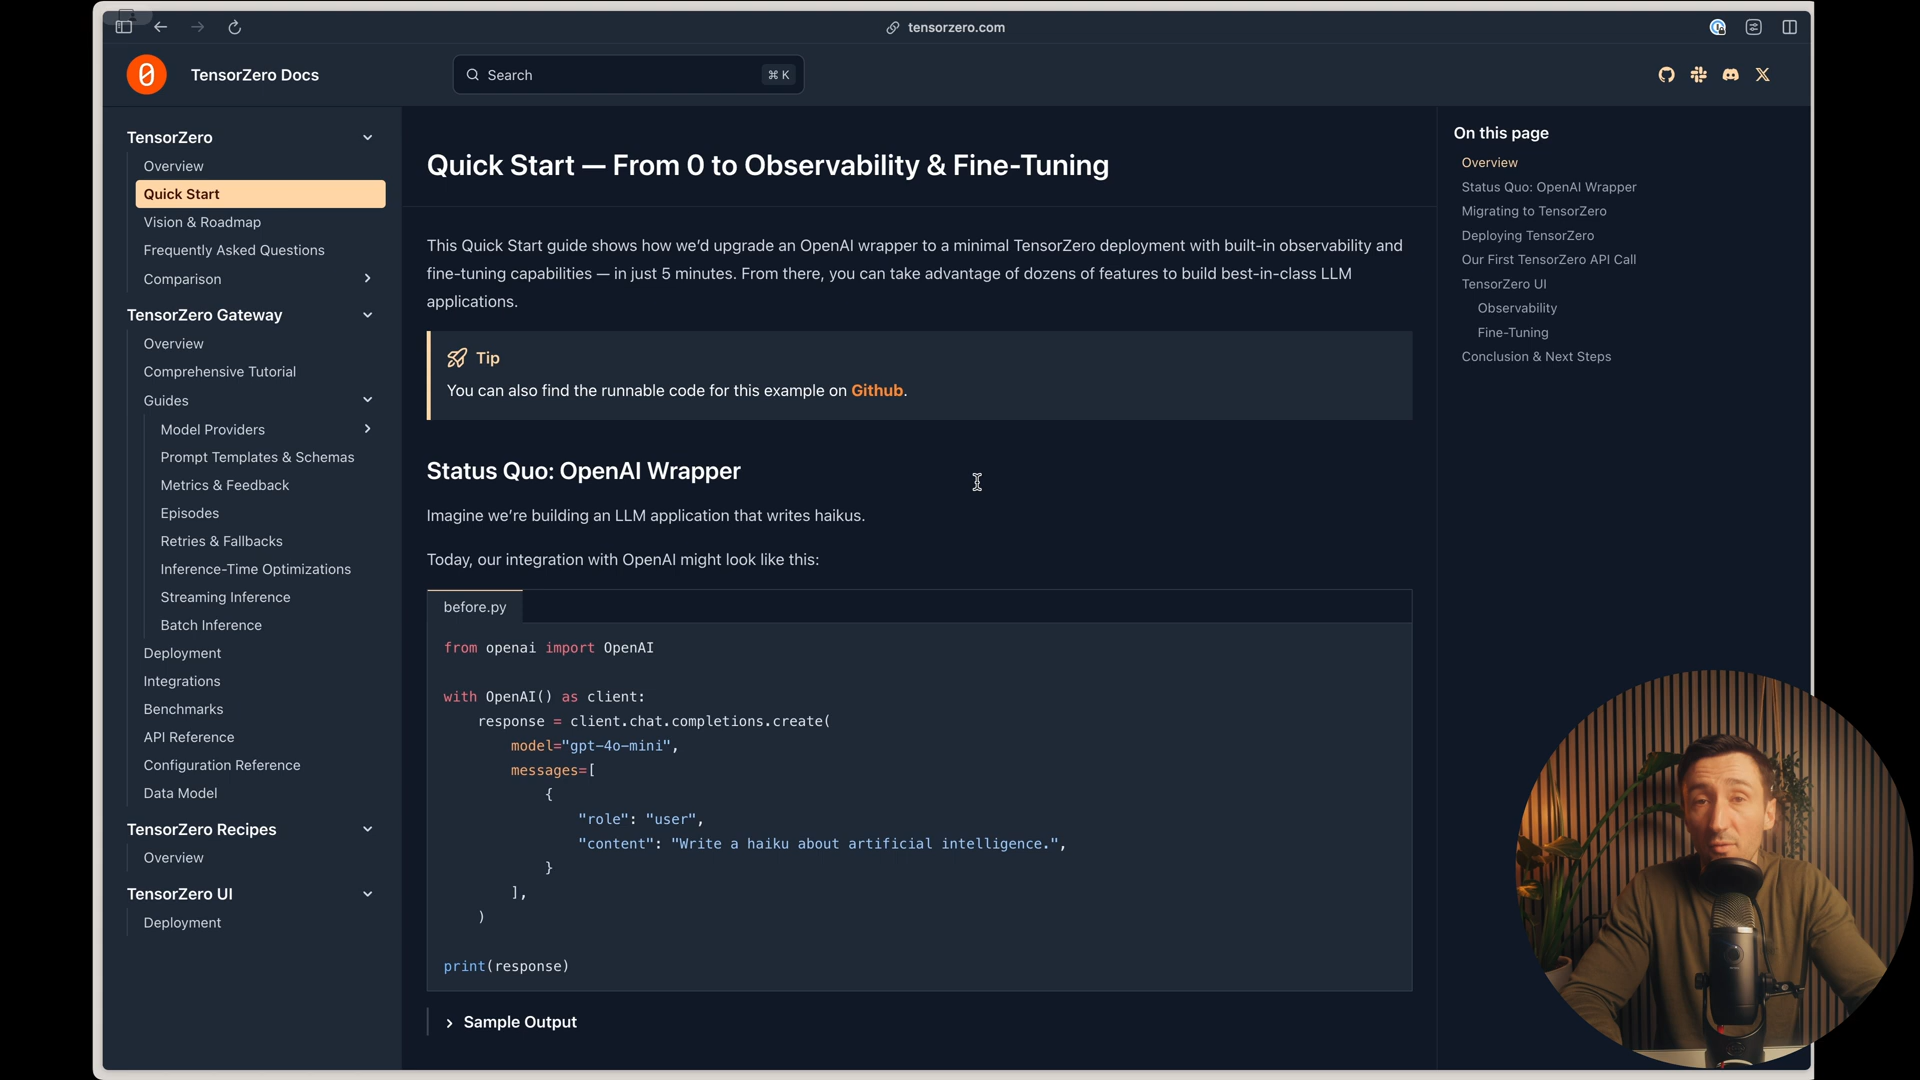 tensorzero.com
TensorZero Docs
Search
⌘ K
TensorZero
Overview
Quick Start
Vision & Roadmap
Frequently Asked Questions
Comparison
TensorZero Gateway
Overview
Comprehensive Tutorial
Guides
Model Providers
Prompt Templates & Schemas
Metrics & Feedback
Episodes
Retries & Fallbacks
Inference-Time Optimizations
Streaming Inference
Batch Inference
Deployment
Integrations
Benchmarks
API Reference
Configuration Reference
Data Model
TensorZero Recipes
Overview
TensorZero UI
Deployment
Quick Start — From 0 to Observability & Fine-Tuning
This Quick Start guide shows how we’d upgrade an OpenAI wrapper to a minimal TensorZero deployment with built-in observability and
fine-tuning capabilities — in just 5 minutes. From there, you can take advantage of dozens of features to build best-in-class LLM
applications.
Tip
You can also find the runnable code for this example on Github.
Status Quo: OpenAI Wrapper
Imagine we’re building an LLM application that writes haikus.
Today, our integration with OpenAI might look like this:
before.py
from openai import OpenAI
with OpenAI() as client:
    response = client.chat.completions.create(
        model="gpt-4o-mini",
        messages=[
            {
                "role": "user",
                "content": "Write a haiku about artificial intelligence.",
            }
        ],
    )
print(response)
Sample Output
On this page
Overview
Status Quo: OpenAI Wrapper
Migrating to TensorZero
Deploying TensorZero
Our First TensorZero API Call
TensorZero UI
Observability
Fine-Tuning
Conclusion & Next Steps